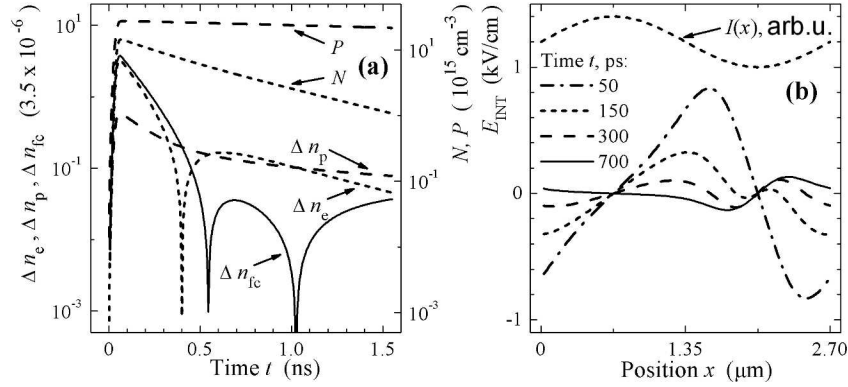 Δn_e, Δn_p, Δn_fc (3.5 x 10^-6)
10^1
10^-1
10^-3
P
(a)
N
Δn_p
Δn_e
Δn_fc
0
0.5
1.0
1.5
Time t (ns)
10^1
10^-1
10^-3
N, P (10^15 cm^-3)
E_INT (kV/cm)
1
0
-1
I(x), arb.u.
Time t, ps:
(b)
50
150
300
700
0
1.35
2.70
Position x (μm)